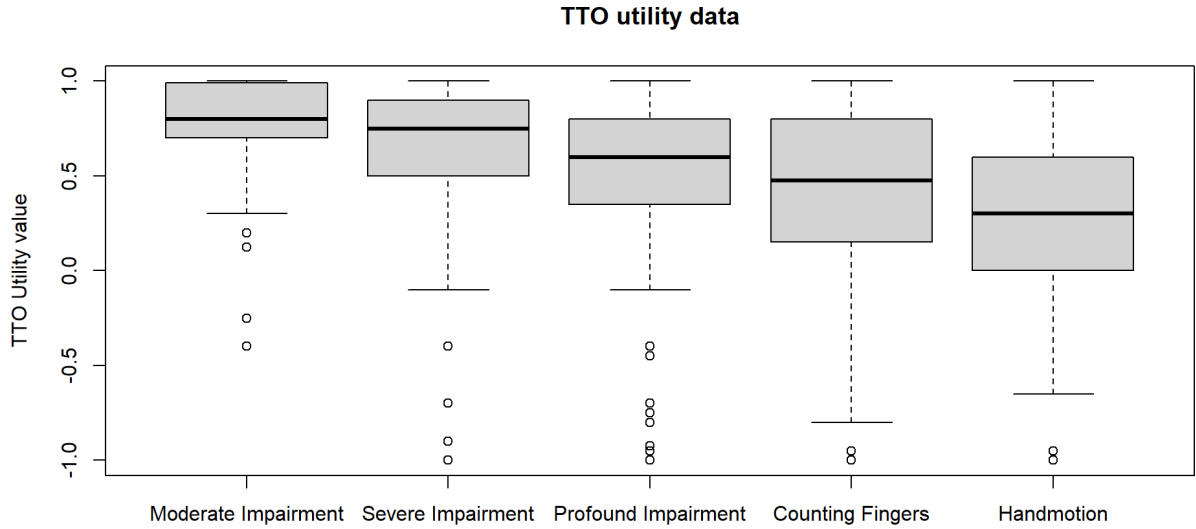 TTO utility data
TTO Utility value
1.0
0.5
0.0
-0.5
-1.0
Moderate Impairment Severe Impairment Profound Impairment Counting Fingers Handmotion